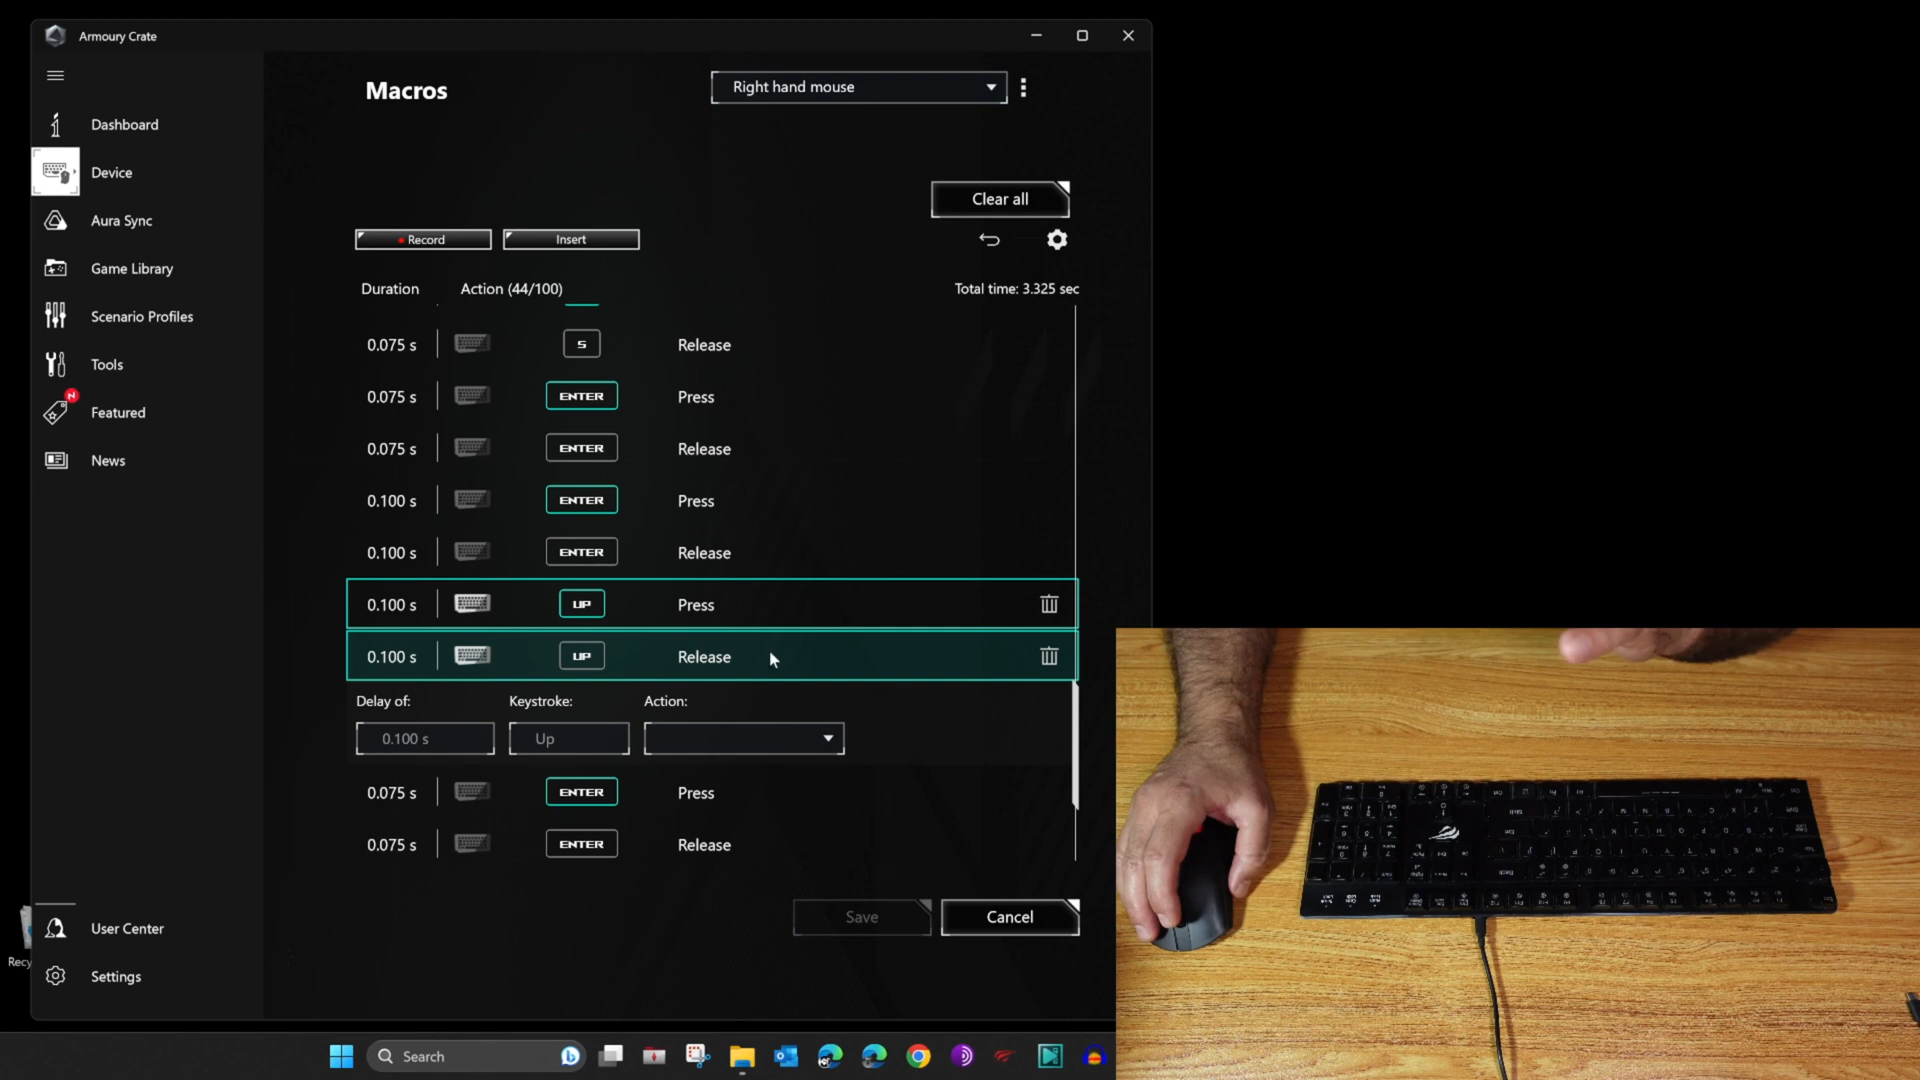 Armoury Crate
Macros
Right hand mouse
Dashboard
Device
Aura Sync
Game Library
Scenario Profiles
Tools
N
Featured
News
Clear all
Record
Insert
Duration
Action (44/100)
Total time: 3.325 sec
0.075 s
S
Release
0.075 s
ENTER
Press
0.075 s
ENTER
Release
0.100 s
ENTER
Press
0.100 s
ENTER
Release
0.100 s
UP
Press
0.100 s
UP
Release
Delay of:
Keystroke:
Action:
0.100 s
Up
0.075 s
ENTER
Press
0.075 s
ENTER
Release
Save
Cancel
User Center
Settings
Recy
Search